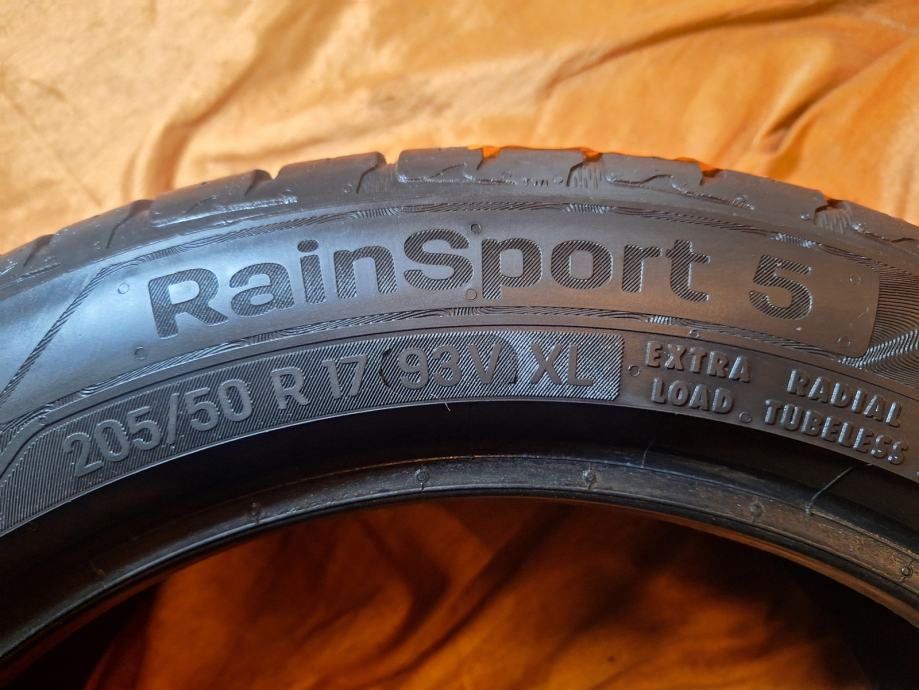 RainSport 5
205/50 R 17 93V XL
EXTRA
LOAD
RADIAL
TUBELESS